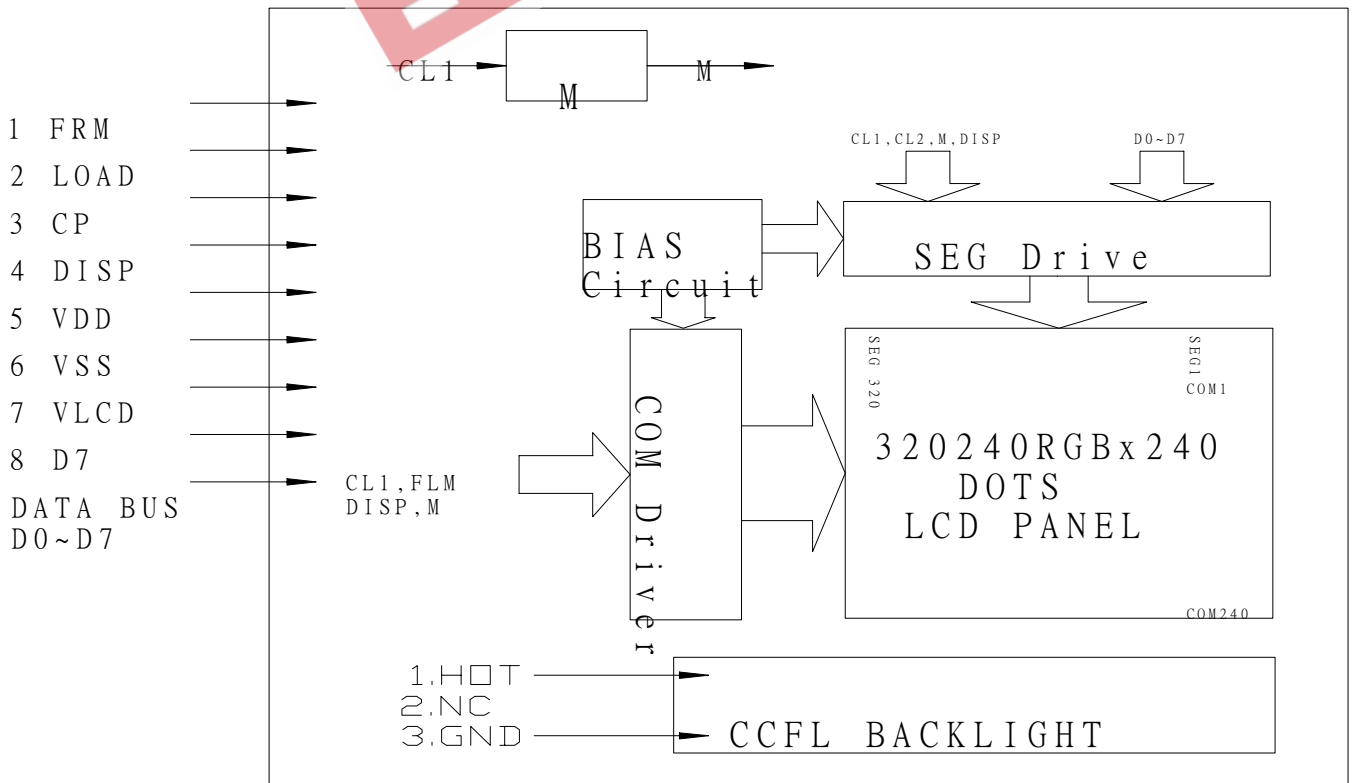 CL1
M
M
1 FRM
2 LOAD
3 CP
4 DISP
5 VDD
6 VSS
7 VLCD
8 D7
DATA BUS
D0~D7
CL1,CL2,M,DISP
D0~D7
BIAS
Circuit
SEG Drive
SEG 320
SEG1
COM1
320240RGBx240
DOTS
LCD PANEL
COM240
COM Driver
CL1,FLM
DISP,M
1.HOT
2.NC
3.GND
CCFL BACKLIGHT